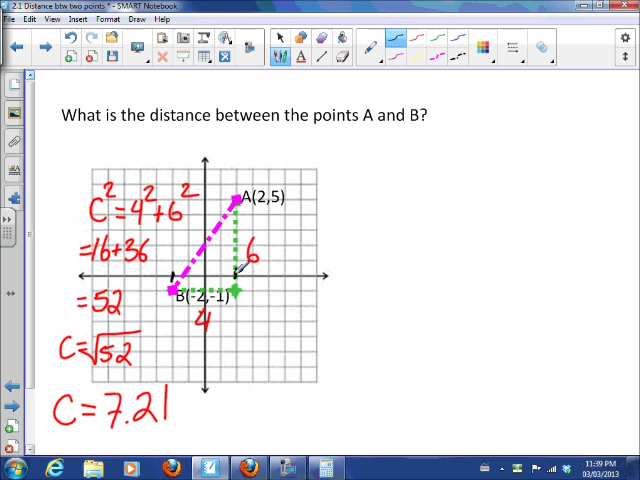 2.1 Distance btw two points * - SMART Notebook
File Edit View Insert Format Draw Help
What is the distance between the points A and B?
A(2,5)
C² = 4² + 6²
= 16 + 36
6
= 52
B(-2,-1)
4
C = √52
C = 7.21
11:39 PM
03/03/2013